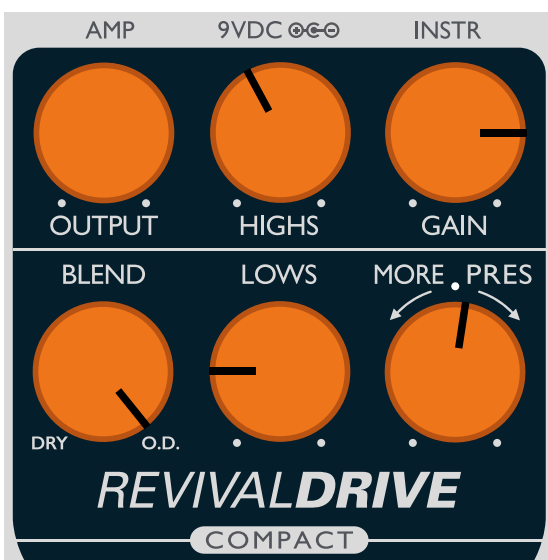 AMP 9VDC INSTR
OUTPUT HIGHS GAIN
BLEND LOWS MORE PRES
DRY O.D.
REVIVALDRIVE
COMPACT